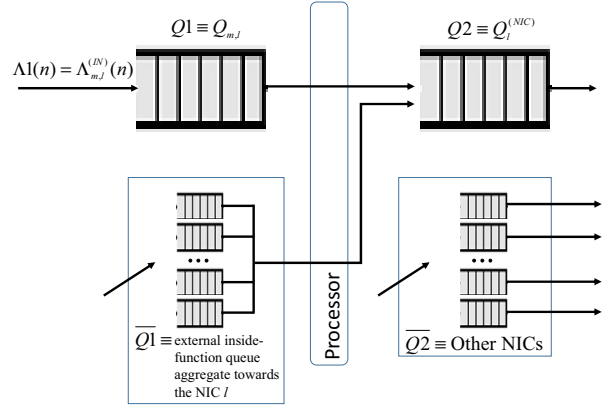 Q1 ≡ Q_{m,l}
Q2 ≡ Q_l^{(NIC)}
Λ1(n) = Λ_{m,l}^{(IN)}(n)
Processor
\overline{Q1} ≡ external inside-
function queue
aggregate towards
the NIC l
\overline{Q2} ≡ Other NICs